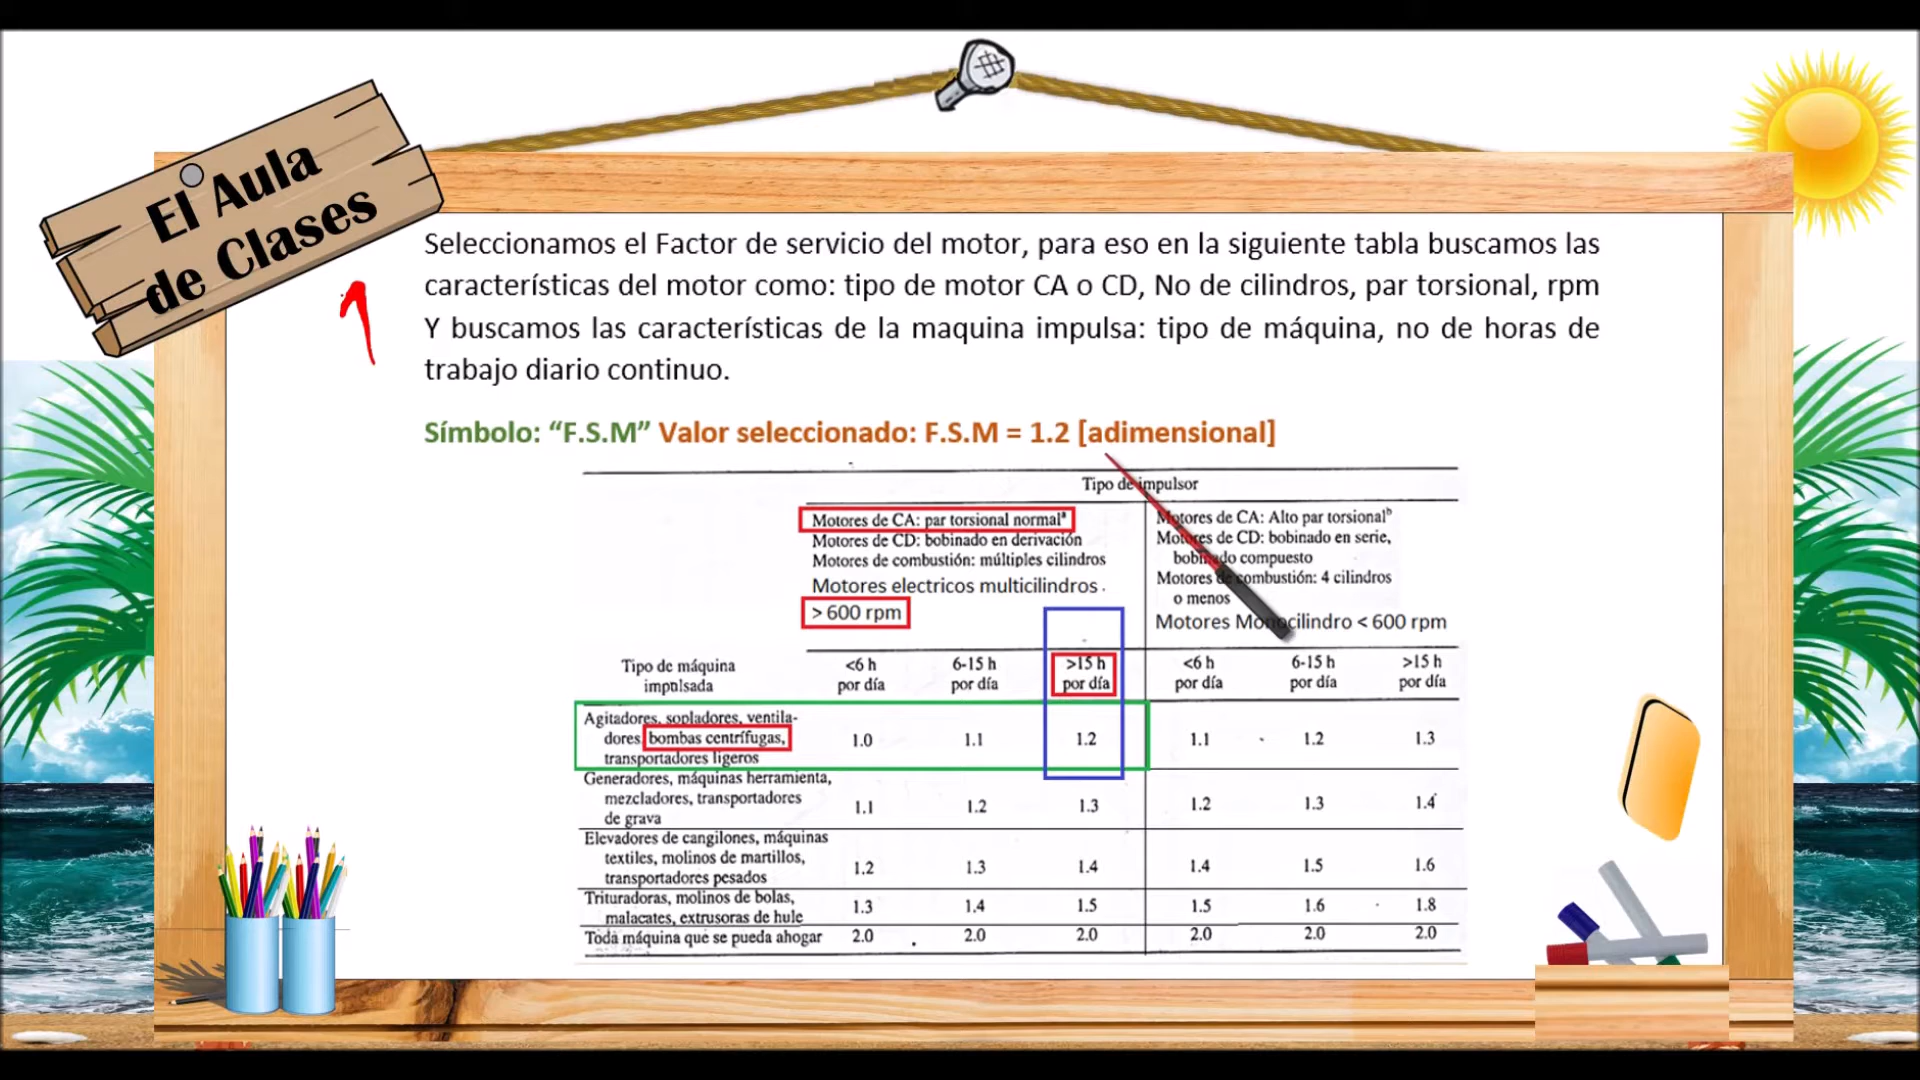 El Aula
de Clases
1
Seleccionamos el Factor de servicio del motor, para eso en la siguiente tabla buscamos las
características del motor como: tipo de motor CA o CD, No de cilindros, par torsional, rpm
Y buscamos las características de la maquina impulsa: tipo de máquina, no de horas de
trabajo diario continuo.
Símbolo: “F.S.M” Valor seleccionado: F.S.M = 1.2 [adimensional]
Tipo de impulsor
Motores de CA: par torsional normalª
Motores de CD: bobinado en derivación
Motores de combustión: múltiples cilindros
Motores electricos multicilindros
> 600 rpm
Motores de CA: Alto par torsionalᵇ
Motores de CD: bobinado en serie,
bobinado compuesto
Motores de combustión: 4 cilindros
o menos
Motores Monocilindro < 600 rpm
Tipo de máquina
impulsada
<6 h
por día
6-15 h
por día
>15 h
por día
<6 h
por día
6-15 h
por día
>15 h
por día
Agitadores, sopladores, ventila-
dores, bombas centrífugas,
transportadores ligeros
1.0 1.1 1.2 1.1 1.2 1.3
Generadores, máquinas herramienta,
mezcladores, transportadores
de grava
1.1 1.2 1.3 1.2 1.3 1.4
Elevadores de cangilones, máquinas
textiles, molinos de martillos,
transportadores pesados
1.2 1.3 1.4 1.4 1.5 1.6
Trituradoras, molinos de bolas,
malacates, extrusoras de hule
1.3 1.4 1.5 1.5 1.6 1.8
Toda máquina que se pueda ahogar 2.0 2.0 2.0 2.0 2.0 2.0